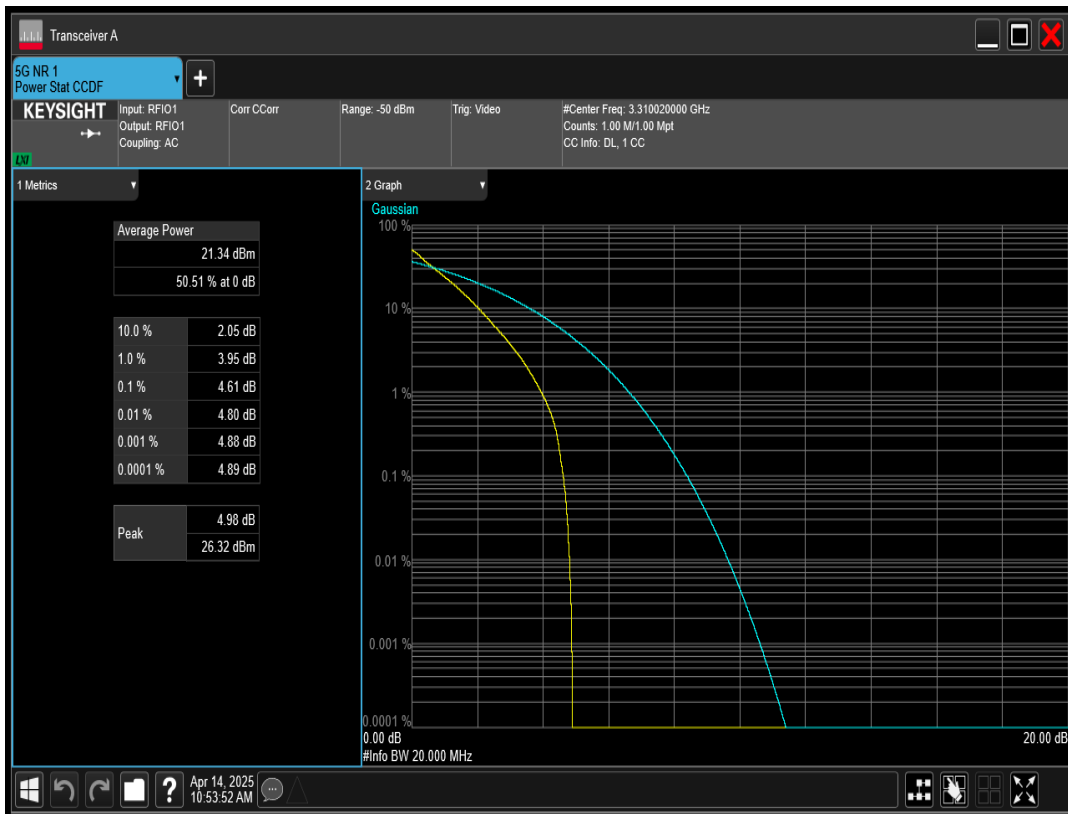 Transceiver A
5G NR 1
Power Stat CCDF
+
KEYSIGHT
LXI
Input: RFIO1
Output: RFIO1
Coupling: AC
Corr CCorr
Range: -50 dBm
Trig: Video
#Center Freq: 3.310020000 GHz
Counts: 1.00 M/1.00 Mpt
CC Info: DL, 1 CC
1 Metrics
Average Power
21.34 dBm
50.51 % at 0 dB
10.0 % 2.05 dB
1.0 % 3.95 dB
0.1 % 4.61 dB
0.01 % 4.80 dB
0.001 % 4.88 dB
0.0001 % 4.89 dB
Peak
4.98 dB
26.32 dBm
2 Graph
Gaussian
100 %
10 %
1 %
0.1 %
0.01 %
0.001 %
0.0001 %
0.00 dB 20.00 dB
#Info BW 20.000 MHz
?
Apr 14, 2025
10:53:52 AM